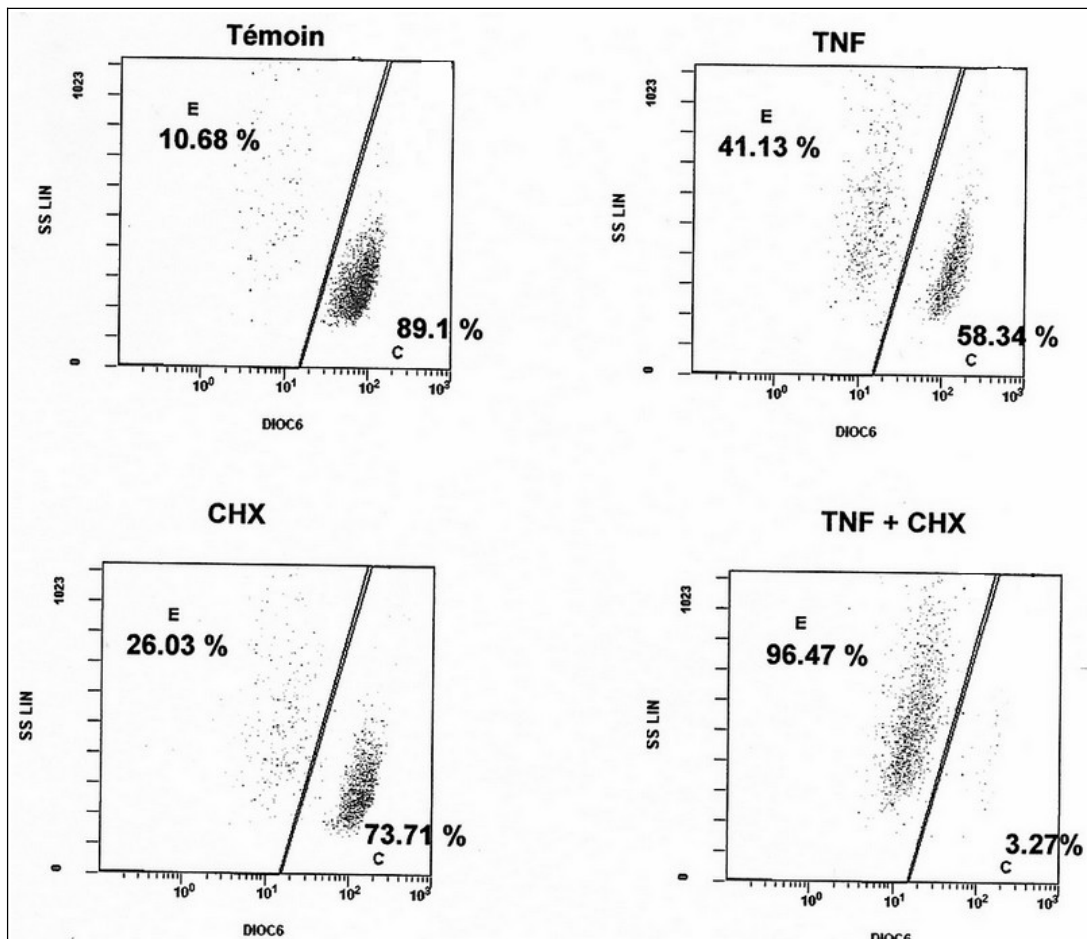 Témoin
1023
E
10.68 %
SS LIN
89.1 %
C
0
10⁰ 10¹ 10² 10³
DIOC6
TNF
1023
E
41.13 %
SS LIN
58.34 %
C
0
10⁰ 10¹ 10² 10³
DIOC6
CHX
1023
E
26.03 %
SS LIN
73.71 %
C
0
10⁰ 10¹ 10² 10³
DIOC6
TNF + CHX
1023
E
96.47 %
SS LIN
3.27%
C
0
10⁰ 10¹ 10² 10³
DIOC6